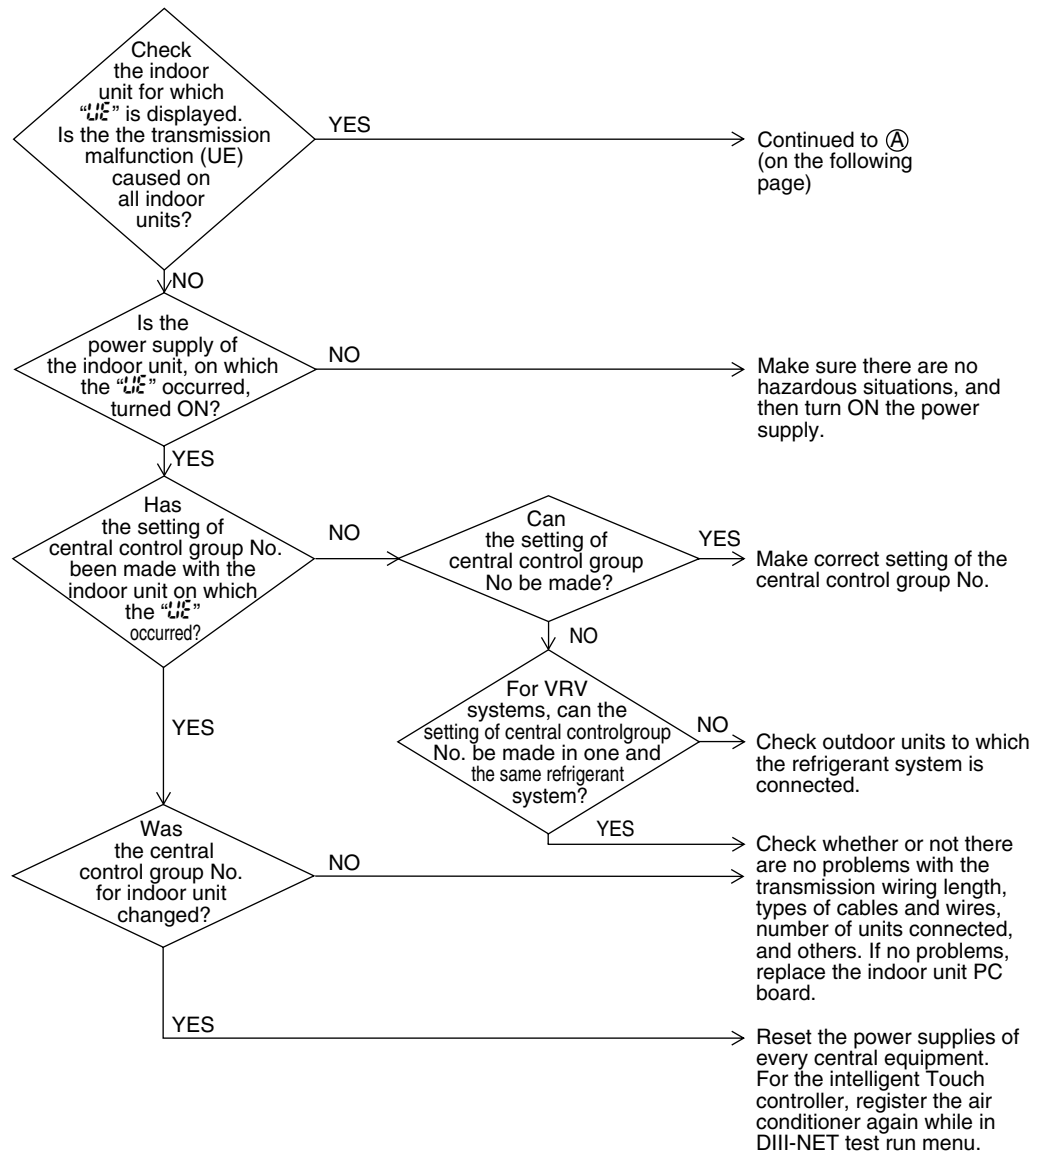 Check
the indoor
unit for which
“UE” is displayed.
Is the the transmission
malfunction (UE)
caused on
all indoor
units?
YES
Continued to Ⓐ
(on the following
page)
NO
Is the
power supply of
the indoor unit, on which
the “UE” occurred,
turned ON?
NO
Make sure there are no
hazardous situations, and
then turn ON the power
supply.
YES
Has
the setting of
central control group No.
been made with the
indoor unit on which
the “UE”
occurred?
NO
Can
the setting of
central control group
No be made?
YES
Make correct setting of the
central control group No.
NO
For VRV
systems, can the
setting of central controlgroup
No. be made in one and
the same refrigerant
system?
NO
Check outdoor units to which
the refrigerant system is
connected.
YES
YES
Was
the central
control group No.
for indoor unit
changed?
NO
Check whether or not there
are no problems with the
transmission wiring length,
types of cables and wires,
number of units connected,
and others. If no problems,
replace the indoor unit PC
board.
YES
Reset the power supplies of
every central equipment.
For the intelligent Touch
controller, register the air
conditioner again while in
DIII-NET test run menu.